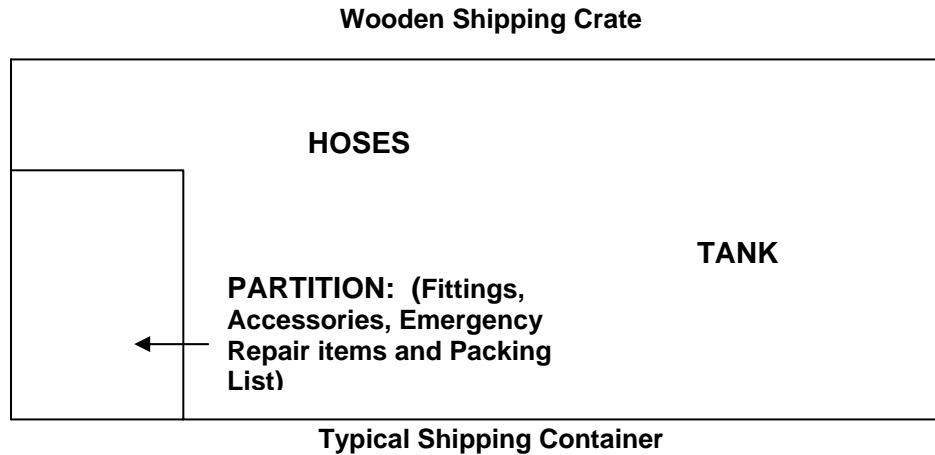 Wooden Shipping Crate
HOSES
TANK
PARTITION: (Fittings,
Accessories, Emergency
Repair items and Packing
List)
Typical Shipping Container